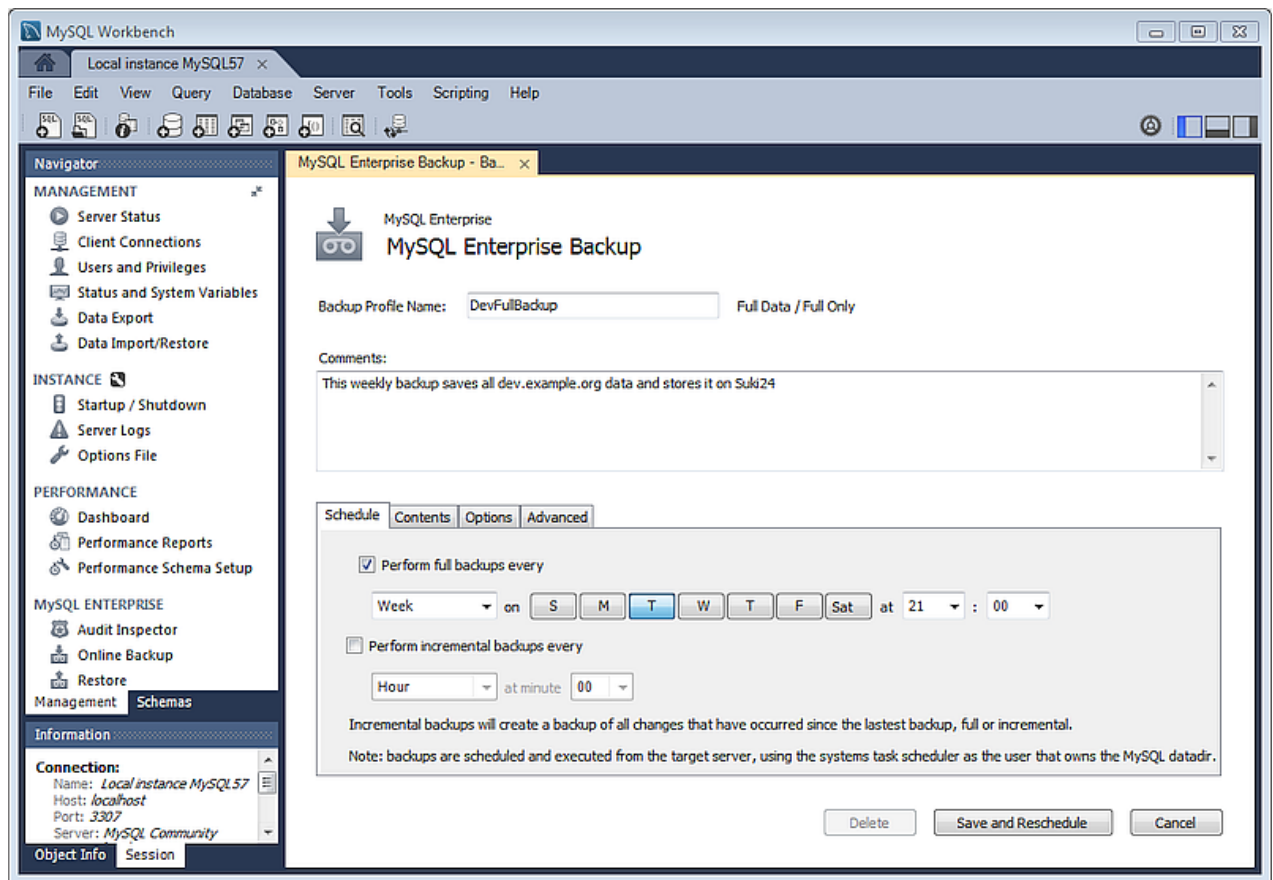 MySQL Workbench
Local instance MySQL57
File Edit View Query Database Server Tools Scripting Help
Navigator
MANAGEMENT
Server Status
Client Connections
Users and Privileges
Status and System Variables
Data Export
Data Import/Restore
INSTANCE
Startup / Shutdown
Server Logs
Options File
PERFORMANCE
Dashboard
Performance Reports
Performance Schema Setup
MySQL ENTERPRISE
Audit Inspector
Online Backup
Restore
Management Schemas
Information
Connection:
Name: Local instance MySQL57
Host: localhost
Port: 3307
Server: MySQL Community
Object Info Session
MySQL Enterprise Backup - Ba...
MySQL Enterprise
MySQL Enterprise Backup
Backup Profile Name: DevFullBackup Full Data / Full Only
Comments:
This weekly backup saves all dev.example.org data and stores it on Suki24
Schedule Contents Options Advanced
Perform full backups every
Week on S M T W T F Sat at 21 : 00
Perform incremental backups every
Hour at minute 00
Incremental backups will create a backup of all changes that have occurred since the lastest backup, full or incremental.
Note: backups are scheduled and executed from the target server, using the systems task scheduler as the user that owns the MySQL datadir.
Delete Save and Reschedule Cancel